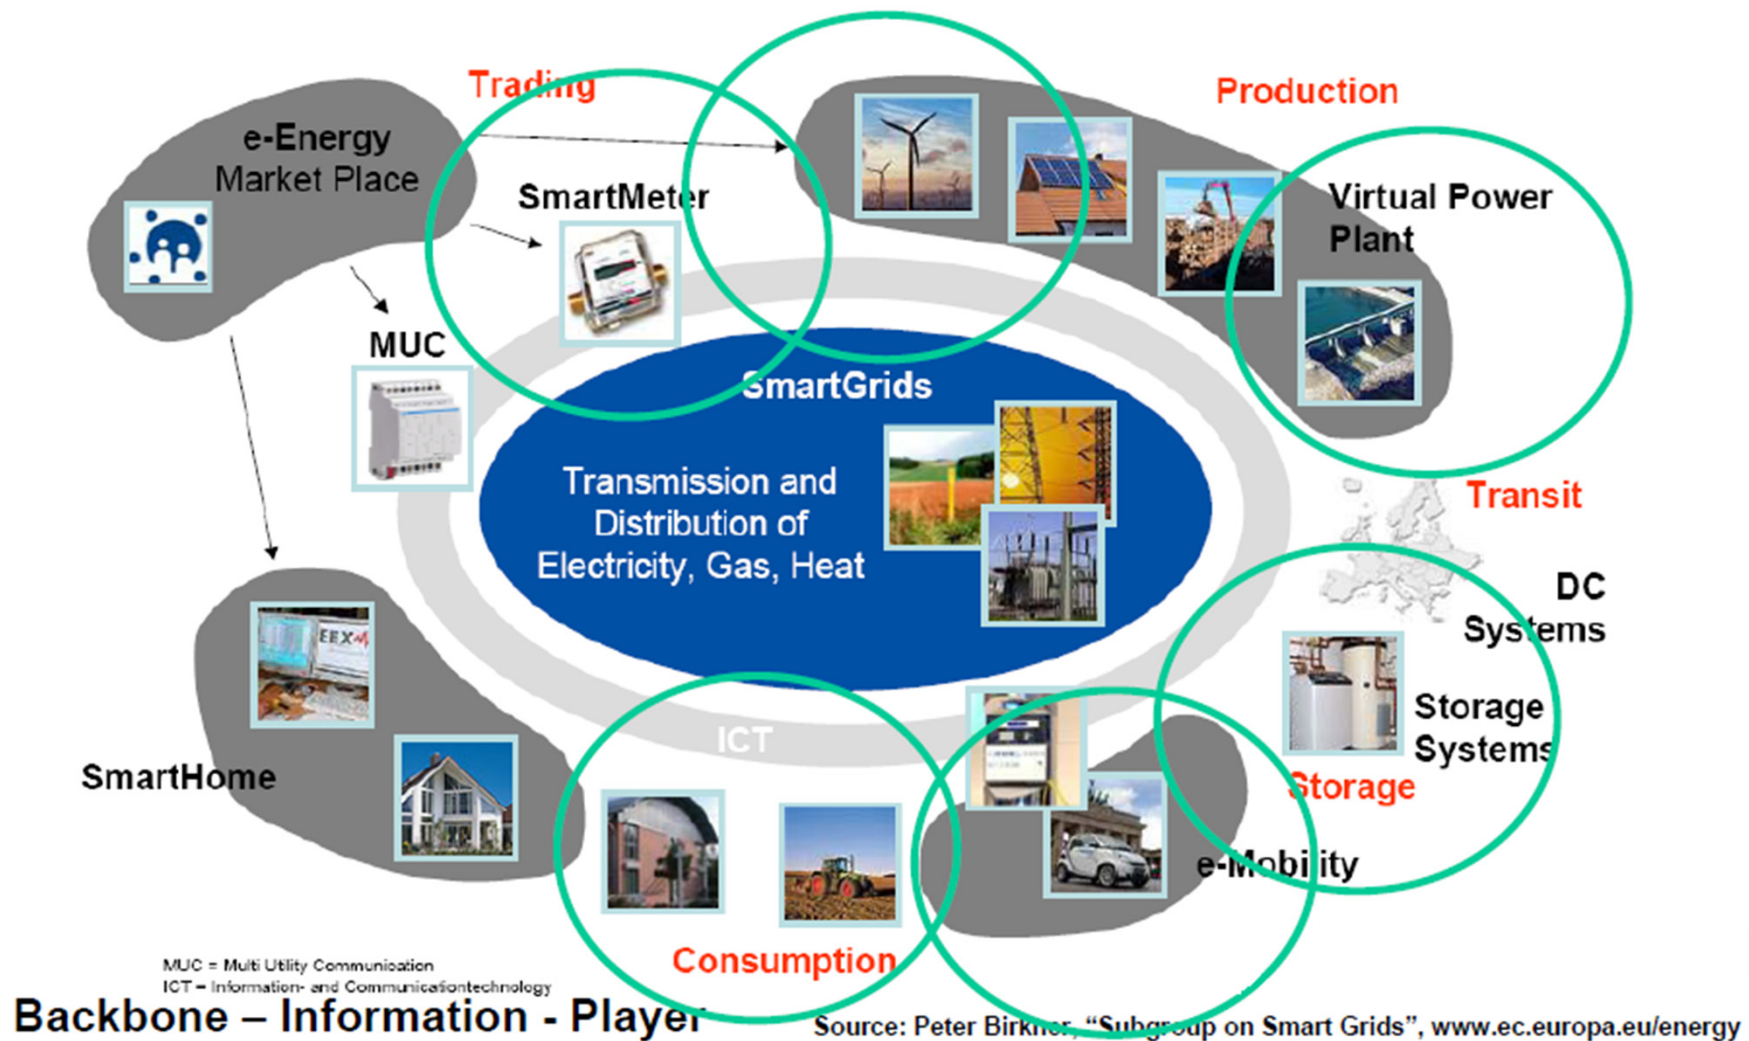 Trading
Production
e-Energy
Market Place
SmartMeter
Virtual Power
Plant
MUC
SmartGrids
Transmission and
Distribution of
Electricity, Gas, Heat
Transit
DC
Systems
EEX
Storage
Systems
Storage
ICT
SmartHome
e-Mobility
Consumption
MUC = Multi Utility Communication
ICT – Information- and Communicationtechnology
Backbone – Information - Player
Source: Peter Birkner, “Subgroup on Smart Grids”, www.ec.europa.eu/energy